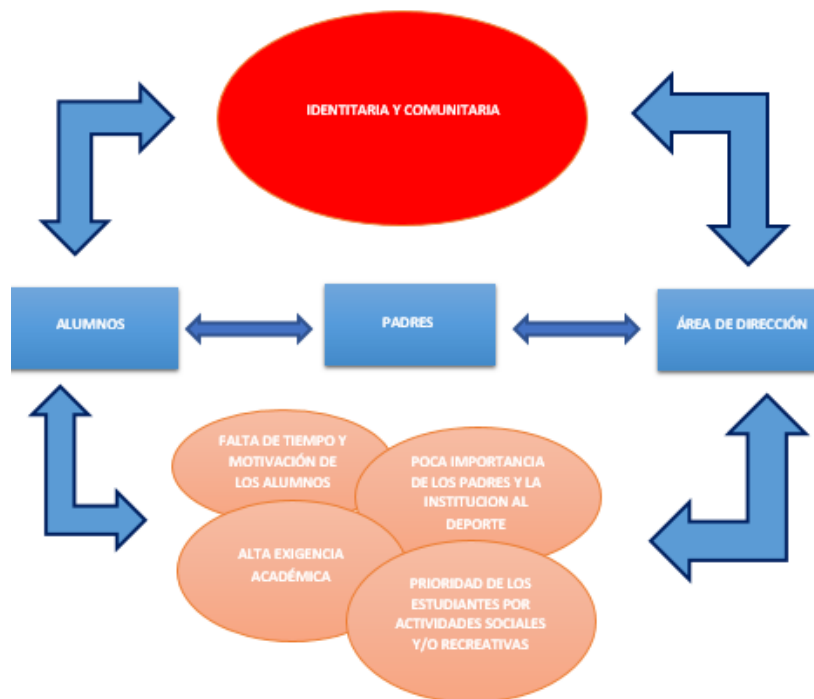 IDENTITARIA Y COMUNITARIA
ALUMNOS
PADRES
ÁREA DE DIRECCIÓN
FALTA DE TIEMPO Y
MOTIVACIÓN DE
LOS ALUMNOS
POCA IMPORTANCIA
DE LOS PADRES Y LA
INSTITUCION AL
DEPORTE
ALTA EXIGENCIA
ACADÉMICA
PRIORIDAD DE LOS
ESTUDIANTES POR
ACTIVIDADES SOCIALES
Y/O RECREATIVAS